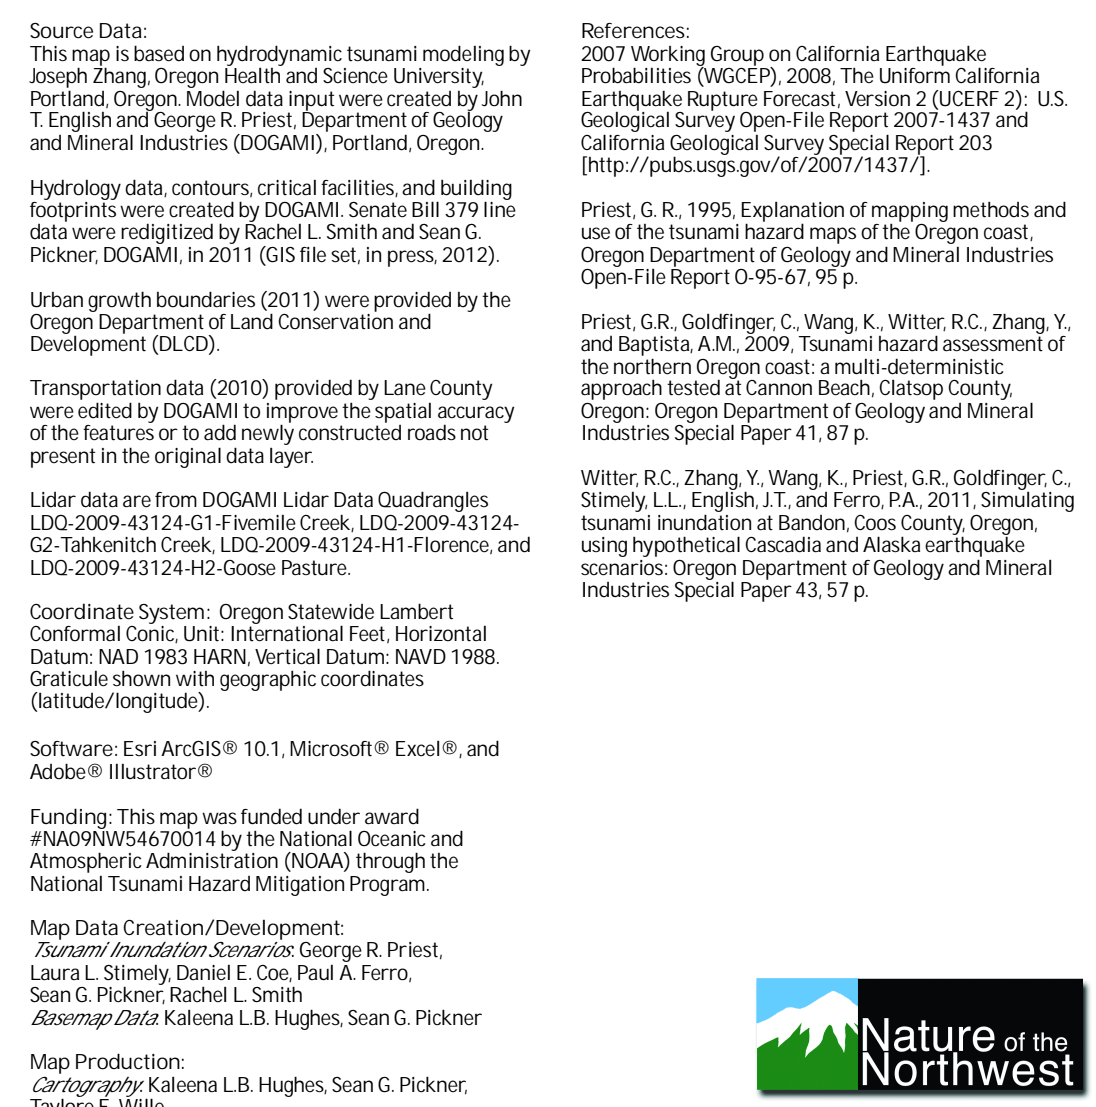 Source Data:
This map is based on hydrodynamic tsunami modeling by
Joseph Zhang, Oregon Health and Science University,
Portland, Oregon. Model data input were created by John
T. English and George R. Priest, Department of Geology
and Mineral Industries (DOGAMI), Portland, Oregon.
Hydrology data, contours, critical facilities, and building
footprints were created by DOGAMI. Senate Bill 379 line
data were redigitized by Rachel L. Smith and Sean G.
Pickner, DOGAMI, in 2011 (GIS file set, in press, 2012).
Urban growth boundaries (2011) were provided by the
Oregon Department of Land Conservation and
Development (DLCD).
Transportation data (2010) provided by Lane County
were edited by DOGAMI to improve the spatial accuracy
of the features or to add newly constructed roads not
present in the original data layer.
Lidar data are from DOGAMI Lidar Data Quadrangles
LDQ-2009-43124-G1-Fivemile Creek, LDQ-2009-43124-
G2-Tahkenitch Creek, LDQ-2009-43124-H1-Florence, and
LDQ-2009-43124-H2-Goose Pasture.
Coordinate System:  Oregon Statewide Lambert
Conformal Conic, Unit: International Feet, Horizontal
Datum: NAD 1983 HARN, Vertical Datum: NAVD 1988.
Graticule shown with geographic coordinates
(latitude/longitude).
Software: Esri ArcGIS® 10.1, Microsoft® Excel®, and
Adobe® Illustrator®
Funding: This map was funded under award
#NA09NW54670014 by the National Oceanic and
Atmospheric Administration (NOAA) through the
National Tsunami Hazard Mitigation Program.
Map Data Creation/Development:
Tsunami Inundation Scenarios: George R. Priest,
Laura L. Stimely, Daniel E. Coe, Paul A. Ferro,
Sean G. Pickner, Rachel L. Smith
Basemap Data: Kaleena L.B. Hughes, Sean G. Pickner
Map Production:
Cartography: Kaleena L.B. Hughes, Sean G. Pickner,
Taylore E. Wille
References:
2007 Working Group on California Earthquake
Probabilities (WGCEP), 2008, The Uniform California
Earthquake Rupture Forecast, Version 2 (UCERF 2):  U.S.
Geological Survey Open-File Report 2007-1437 and
California Geological Survey Special Report 203
[http://pubs.usgs.gov/of/2007/1437/].
Priest, G. R., 1995, Explanation of mapping methods and
use of the tsunami hazard maps of the Oregon coast,
Oregon Department of Geology and Mineral Industries
Open-File Report O-95-67, 95 p.
Priest, G.R., Goldfinger, C., Wang, K., Witter, R.C., Zhang, Y.,
and Baptista, A.M., 2009, Tsunami hazard assessment of
the northern Oregon coast: a multi-deterministic
approach tested at Cannon Beach, Clatsop County,
Oregon: Oregon Department of Geology and Mineral
Industries Special Paper 41, 87 p.
Witter, R.C., Zhang, Y., Wang, K., Priest, G.R., Goldfinger, C.,
Stimely, L.L., English, J.T., and Ferro, P.A., 2011, Simulating
tsunami inundation at Bandon, Coos County, Oregon,
using hypothetical Cascadia and Alaska earthquake
scenarios: Oregon Department of Geology and Mineral
Industries Special Paper 43, 57 p.
Nature of the
Northwest